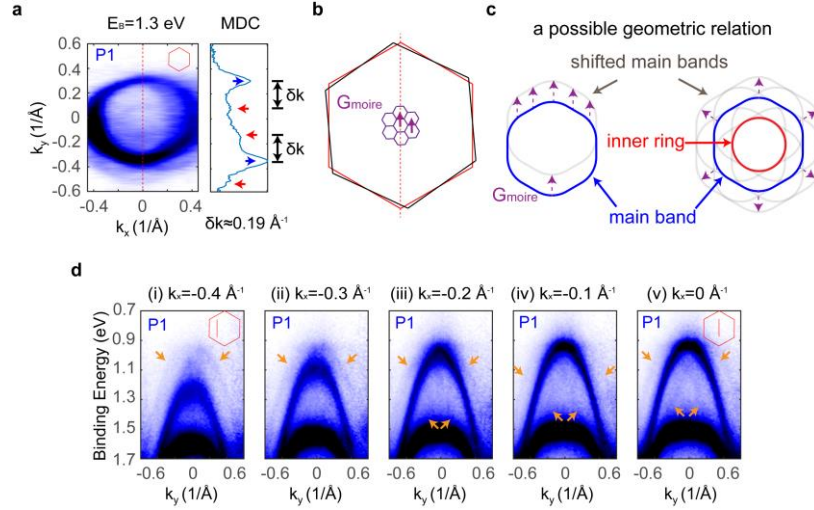 a
E_B=1.3 eV
MDC
P1
k_y (1/Å)
0.6
0.4
0.2
0
-0.2
-0.4
-0.6
-0.4
0
0.4
k_x (1/Å)
δk
δk
δk≈0.19 Å⁻¹
b
G_moire
c
a possible geometric relation
shifted main bands
inner ring
G_moire
main band
d
(i) k_x=-0.4 Å⁻¹
(ii) k_x=-0.3 Å⁻¹
(iii) k_x=-0.2 Å⁻¹
(iv) k_x=-0.1 Å⁻¹
(v) k_x=0 Å⁻¹
P1
P1
P1
P1
P1
Binding Energy (eV)
0.7
0.9
1.1
1.3
1.5
1.7
-0.6 0 0.6
-0.6 0 0.6
-0.6 0 0.6
-0.6 0 0.6
-0.6 0 0.6
k_y (1/Å)
k_y (1/Å)
k_y (1/Å)
k_y (1/Å)
k_y (1/Å)